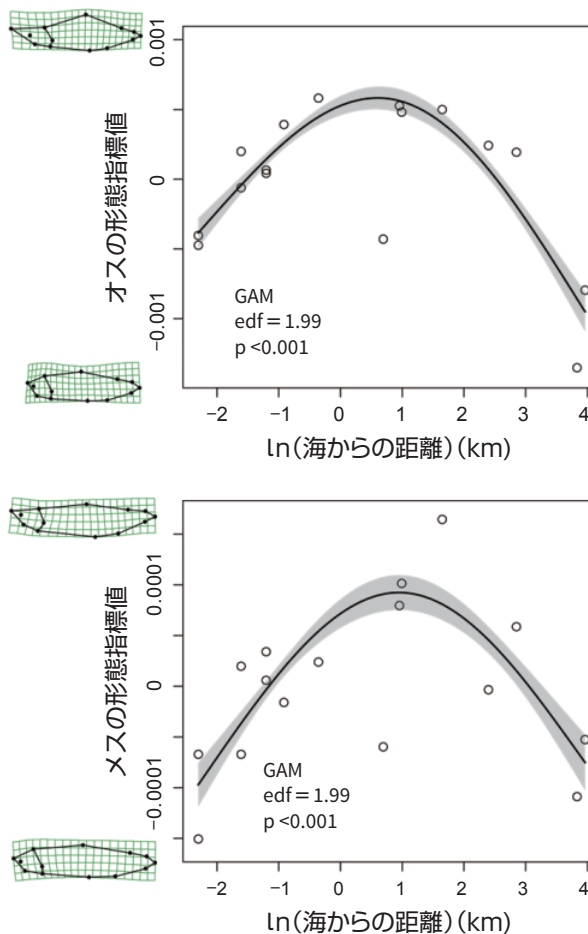 0.001
0
−0.001
オスの形態指標値
GAM
edf = 1.99
p <0.001
−2 −1 0 1 2 3 4
ln(海からの距離)(km)
0.0001
0
−0.0001
メスの形態指標値
GAM
edf = 1.99
p <0.001
−2 −1 0 1 2 3 4
ln(海からの距離)(km)